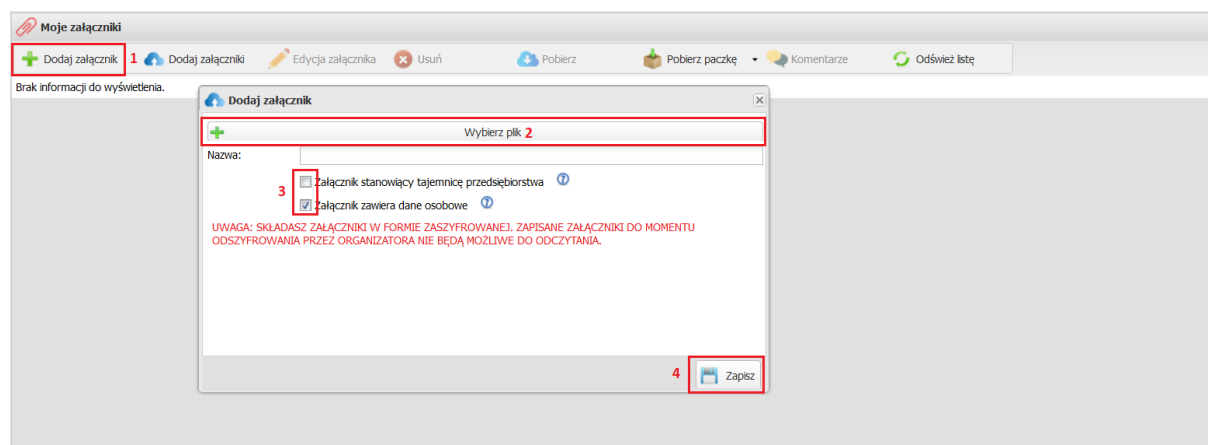 Moje załączniki
Dodaj załącznik 1 Dodaj załączniki Edycja załącznika Usuń Pobierz Pobierz paczkę Komentarze Odśwież listę
Brak informacji do wyświetlenia.
Dodaj załącznik
Wybierz plik 2
Nazwa:
3
Załącznik stanowiący tajemnicę przedsiębiorstwa ?
Załącznik zawiera dane osobowe ?
UWAGA: SKŁADASZ ZAŁĄCZNIKI W FORMIE ZASZYFROWANEJ. ZAPISANE ZAŁĄCZNIKI DO MOMENTU
ODSZYFROWANIA PRZEZ ORGANIZATORA NIE BĘDĄ MOŻLIWE DO ODCZYTANIA.
4 Zapisz